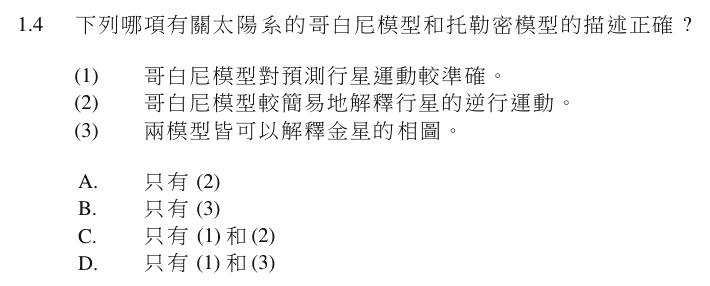 1.4 下列哪項有關太陽系的哥白尼模型和托勒密模型的描述正確？
(1) 哥白尼模型對預測行星運動較準確。
(2) 哥白尼模型較簡易地解釋行星的逆行運動。
(3) 兩模型皆可以解釋金星的相圖。
A. 只有 (2)
B. 只有 (3)
C. 只有 (1) 和 (2)
D. 只有 (1) 和 (3)